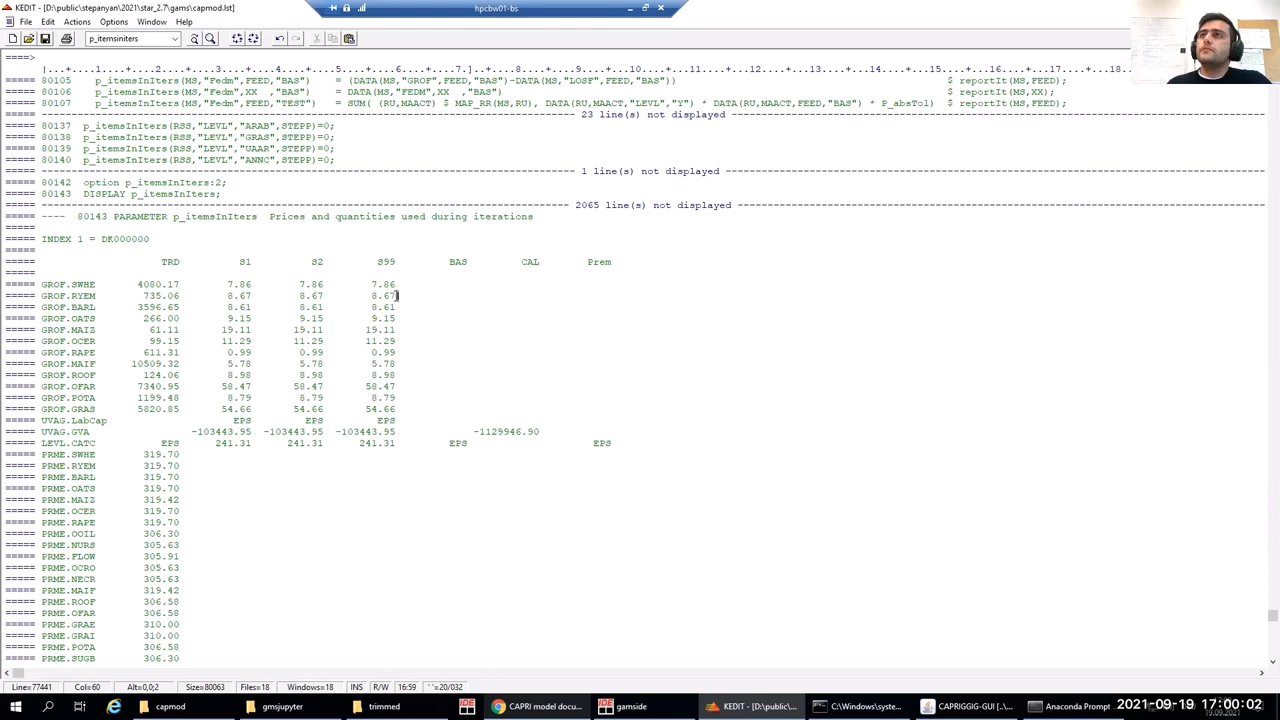 KEDIT - [D:\public\stepanyan\2021\star_2.7\gams\capmod.lst]
hpcbw01-bs
File Edit Actions Options Window Help
p_itemsiniters
====>
80105 p_itemsInIters(MS,"Fedm",FEED,"BAS") = (DATA(MS,"GROF",FEED,"BAS")-DATA(MS,"LOSF",FEED,"BAS")) $ reportIt(MS,FEED);
80106 p_itemsInIters(MS,"Fedm",XX ,"BAS") = DATA(MS,"FEDM",XX ,"BAS") $ reportIt(MS,XX);
80107 p_itemsInIters(MS,"Fedm",FEED,"TEST") = SUM( (RU,MAACT) $ MAP_RR(MS,RU), DATA(RU,MAACT,"LEVL","Y") * DATA(RU,MAACT,FEED,"BAS") * p_absTol) $ reportIt(MS,FEED);
23 line(s) not displayed
80137 p_itemsInIters(RSS,"LEVL","ARAB",STEPP)=0;
80138 p_itemsInIters(RSS,"LEVL","GRAS",STEPP)=0;
80139 p_itemsInIters(RSS,"LEVL","UAAR",STEPP)=0;
80140 p_itemsInIters(RSS,"LEVL","ANNC",STEPP)=0;
1 line(s) not displayed
80142 option p_itemsInIters:2;
80143 DISPLAY p_itemsInIters;
2065 line(s) not displayed
===== ---- 80143 PARAMETER p_itemsInIters Prices and quantities used during iterations
=====
===== INDEX 1 = DK000000
=====
===== TRD S1 S2 S99 BAS CAL Prem
=====
===== GROF.SWHE 4080.17 7.86 7.86 7.86
===== GROF.RYEM 735.06 8.67 8.67 8.67
===== GROF.BARL 3596.65 8.61 8.61 8.61
===== GROF.OATS 266.00 9.15 9.15 9.15
===== GROF.MAIZ 61.11 19.11 19.11 19.11
===== GROF.OCER 99.15 11.29 11.29 11.29
===== GROF.RAPE 611.31 0.99 0.99 0.99
===== GROF.MAIF 10509.32 5.78 5.78 5.78
===== GROF.ROOF 124.06 8.98 8.98 8.98
===== GROF.OFAR 7340.95 58.47 58.47 58.47
===== GROF.POTA 1199.48 8.79 8.79 8.79
===== GROF.GRAS 5820.85 54.66 54.66 54.66
===== UVAG.LabCap EPS EPS EPS
===== UVAG.GVA -103443.95 -103443.95 -103443.95 -1129946.90
===== LEVL.CATC EPS 241.31 241.31 241.31 EPS EPS
===== PRME.SWHE 319.70
===== PRME.RYEM 319.70
===== PRME.BARL 319.70
===== PRME.OATS 319.70
===== PRME.MAIZ 319.42
===== PRME.OCER 319.70
===== PRME.RAPE 319.70
===== PRME.OOIL 306.30
===== PRME.NURS 305.63
===== PRME.FLOW 305.91
===== PRME.OCRO 305.63
===== PRME.NECR 305.63
===== PRME.MAIF 319.42
===== PRME.ROOF 306.58
===== PRME.OFAR 306.58
===== PRME.GRAE 310.00
===== PRME.GRAI 310.00
===== PRME.POTA 306.58
===== PRME.SUGB 306.30
Line=77441 Col=60 Alt=0,0;2 Size=80063 Files=18 Windows=18 INS R/W 16:59 ''=20/032
capmod gmsjupyter trimmed CAPRI model docu... gamside KEDIT - [D:\public\... C:\Windows\syste... CAPRIGGIG-GUI [..\... Anaconda Prompt
2021-09-19 17:00:02